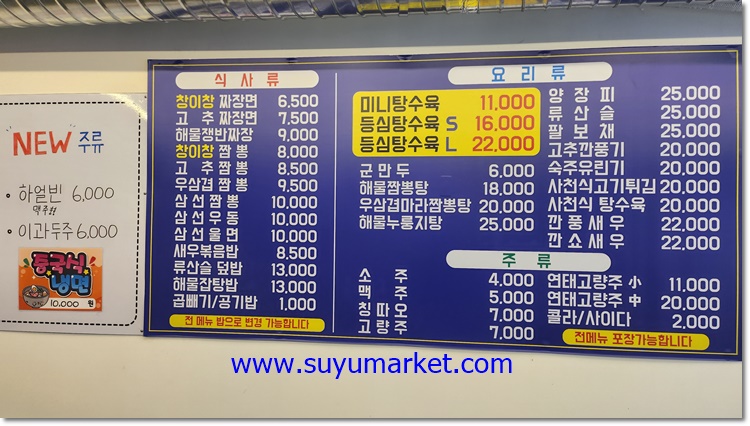 NEW 주류
• 하얼빈 6,000
맥주!!
• 이과두주 6,000
중국식
냉면
10,000 원
식 사 류
창이창 짜장면 6,500
고 추 짜장면 7,500
해물쟁반짜장 9,000
창이창 짬 뽕 8,000
고 추 짬 뽕 8,500
우삼겹 짬뽕 9,500
삼 선 짬 뽕 10,000
삼 선 우 동 10,000
삼 선 울 면 10,000
새우볶음밥 8,500
류산슬 덮밥 13,000
해물잡탕밥 13,000
곱빼기/공기밥 1,000
전 메뉴 밥으로 변경 가능합니다
요 리 류
미니탕수육 11,000
등심탕수육 S 16,000
등심탕수육 L 22,000
군 만 두 6,000
해물짬뽕탕 18,000
우삼겹마라짬뽕탕 20,000
해물누룽지탕 25,000
양 장 피 25,000
류 산 슬 25,000
팔 보 채 25,000
고추깐풍기 20,000
숙주유린기 20,000
사천식고기튀김 20,000
사천식 탕수육 20,000
깐 풍 새 우 22,000
깐 쇼 새 우 22,000
주 류
소 주 4,000
맥 주 5,000
칭 따 오 7,000
고 량 주 7,000
연태고량주 小 11,000
연태고량주 中 20,000
콜라/사이다 2,000
전메뉴 포장가능합니다
www.suyumarket.com